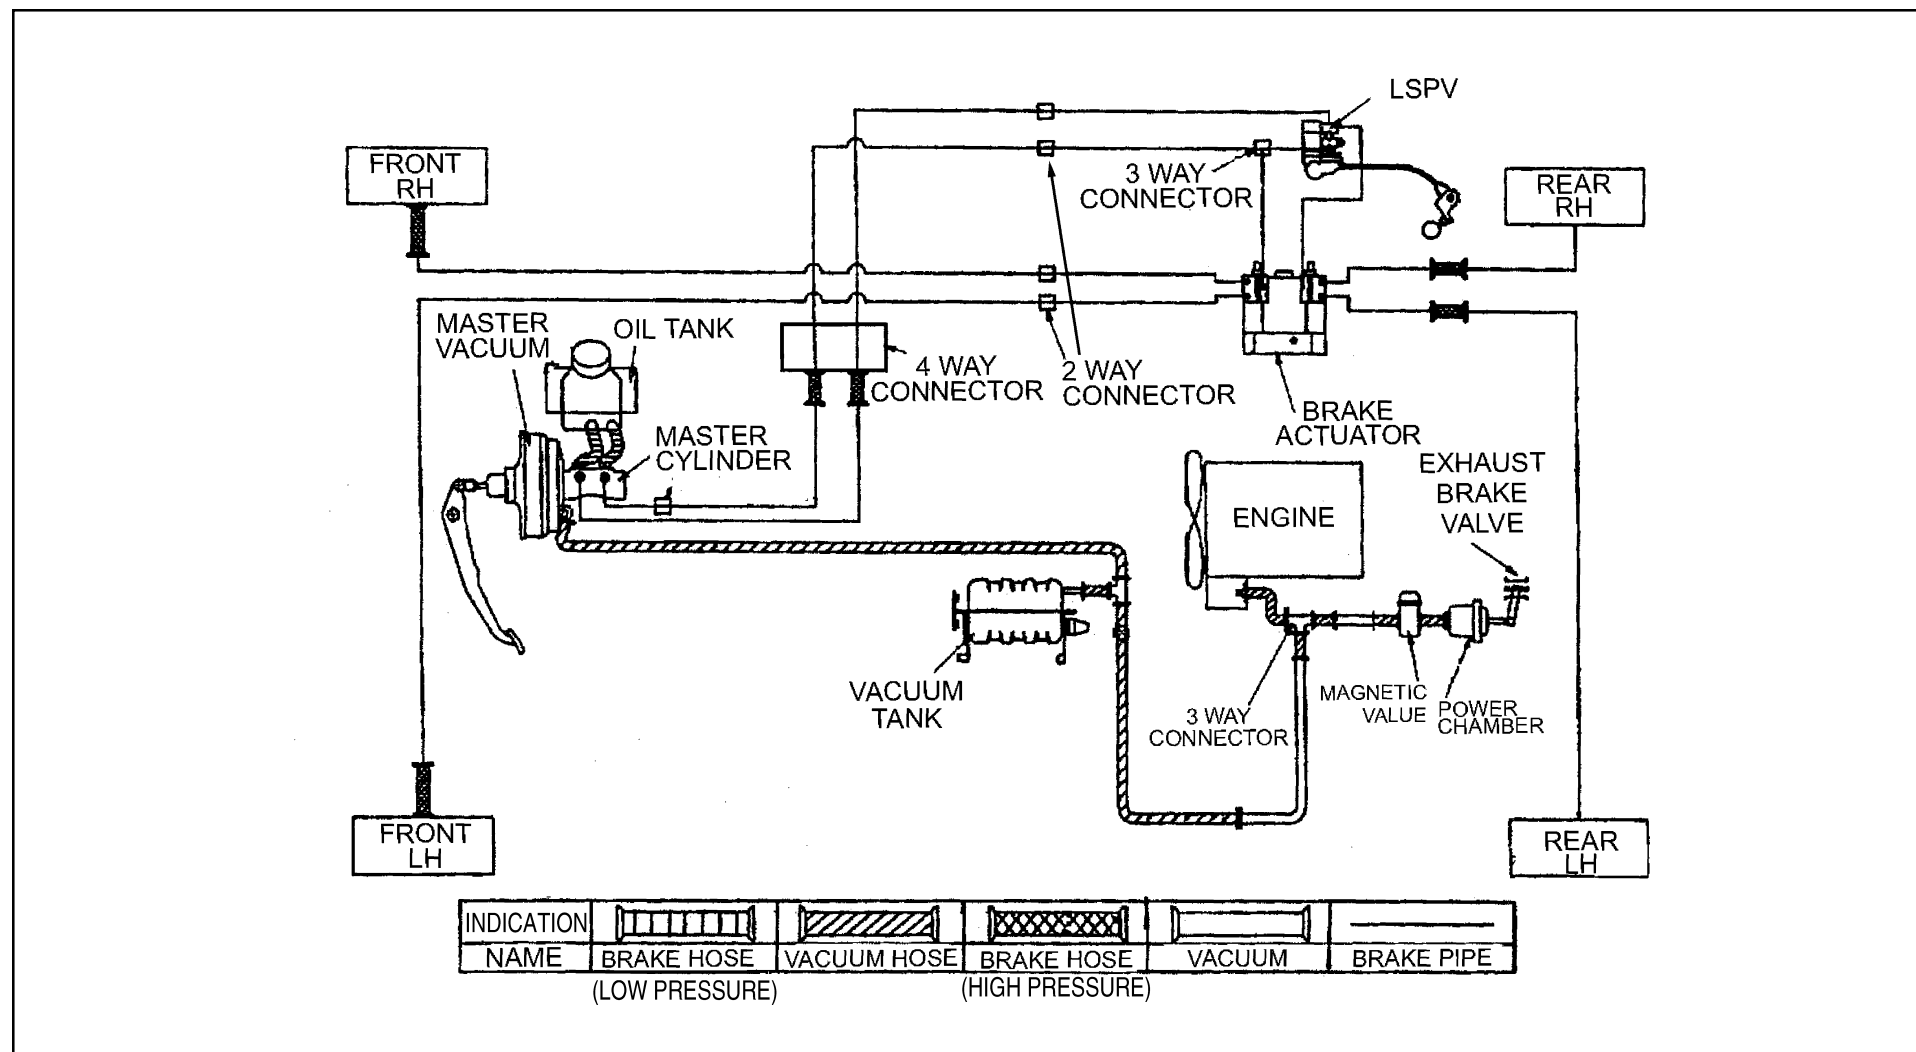 LSPV
FRONT
RH
3 WAY
CONNECTOR
REAR
RH
MASTER
VACUUM
OIL TANK
4 WAY
CONNECTOR
2 WAY
CONNECTOR
BRAKE
ACTUATOR
MASTER
CYLINDER
EXHAUST
BRAKE
VALVE
ENGINE
VACUUM
TANK
3 WAY
CONNECTOR
MAGNETIC
VALUE
POWER
CHAMBER
FRONT
LH
REAR
LH
INDICATION
NAME BRAKE HOSE VACUUM HOSE BRAKE HOSE VACUUM BRAKE PIPE
(LOW PRESSURE) (HIGH PRESSURE)